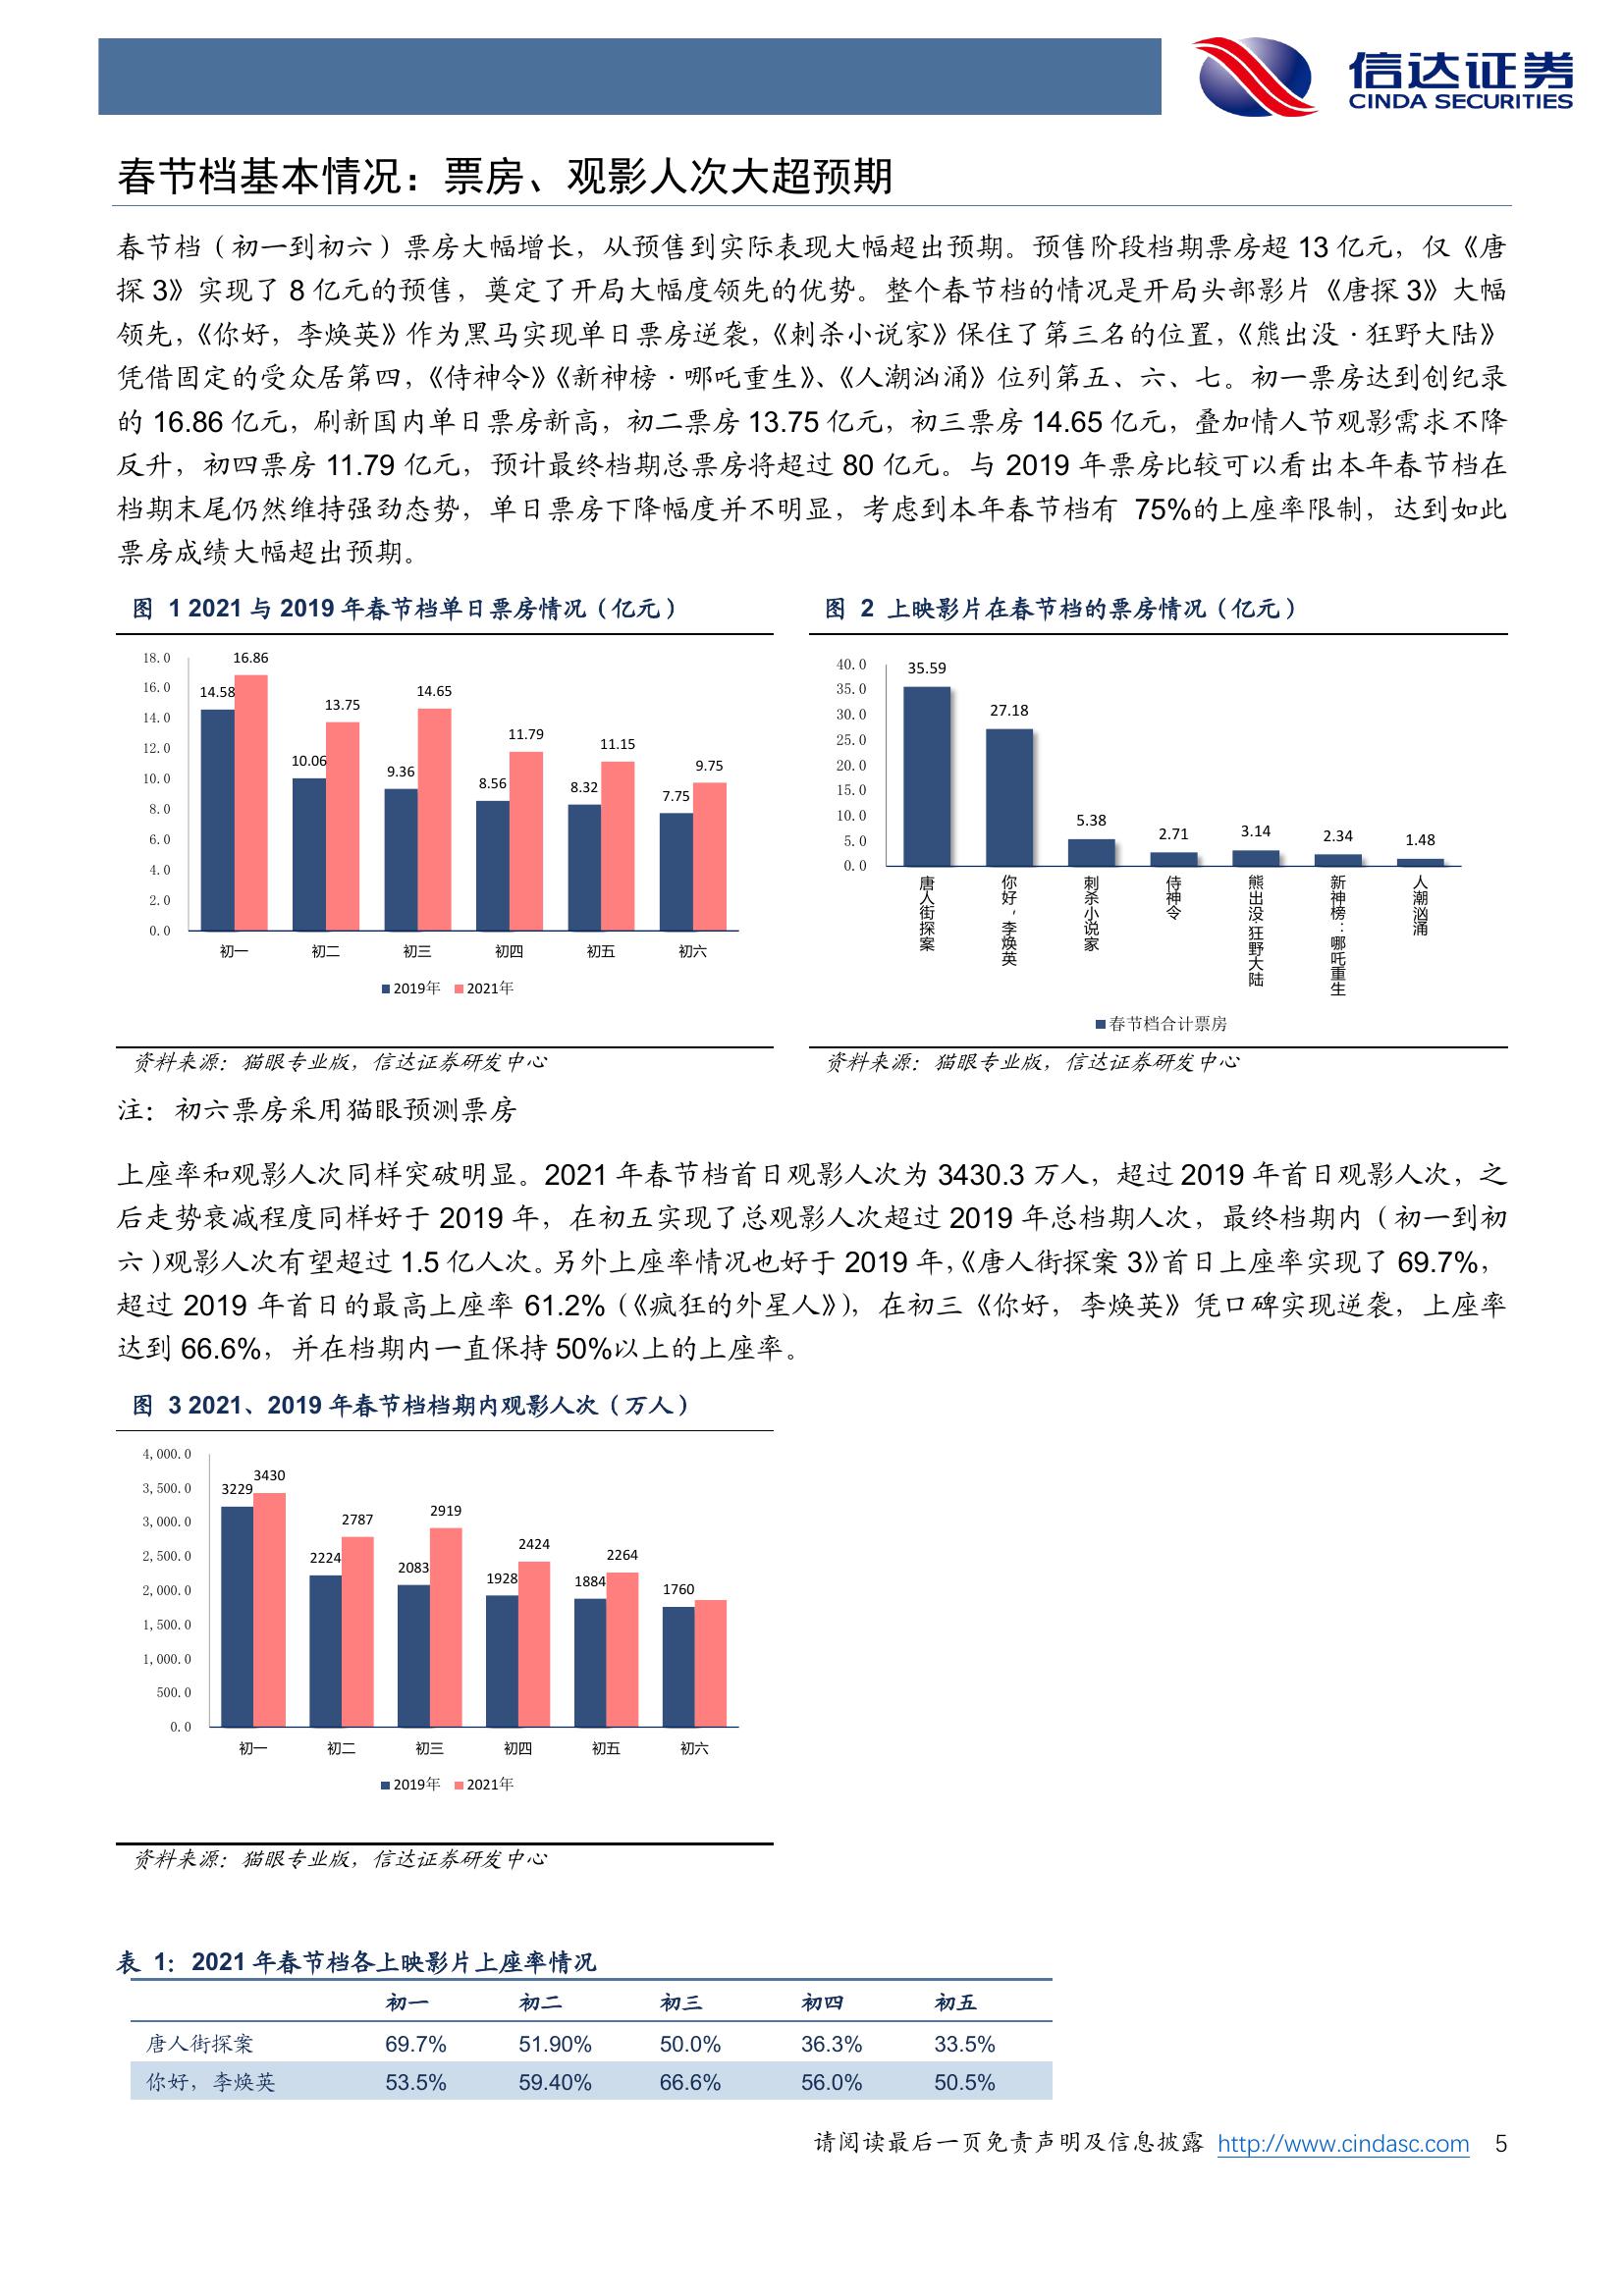 信达证券
CINDA SECURITIES
春节档基本情况：票房、观影人次大超预期
春节档（初一到初六）票房大幅增长，从预售到实际表现大幅超出预期。预售阶段档期票房超 13 亿元，仅《唐
探 3》实现了 8 亿元的预售，奠定了开局大幅度领先的优势。整个春节档的情况是开局头部影片《唐探 3》大幅
领先，《你好，李焕英》作为黑马实现单日票房逆袭，《刺杀小说家》保住了第三名的位置，《熊出没·狂野大陆》
凭借固定的受众居第四，《侍神令》《新神榜·哪吒重生》、《人潮汹涌》位列第五、六、七。初一票房达到创纪录
的 16.86 亿元，刷新国内单日票房新高，初二票房 13.75 亿元，初三票房 14.65 亿元，叠加情人节观影需求不降
反升，初四票房 11.79 亿元，预计最终档期总票房将超过 80 亿元。与 2019 年票房比较可以看出本年春节档在
档期末尾仍然维持强劲态势，单日票房下降幅度并不明显，考虑到本年春节档有 75%的上座率限制，达到如此
票房成绩大幅超出预期。
图 1 2021 与 2019 年春节档单日票房情况（亿元）
18.0
16.0
14.0
12.0
10.0
8.0
6.0
4.0
2.0
0.0
14.58
16.86
10.06
13.75
9.36
14.65
8.56
11.79
8.32
11.15
7.75
9.75
初一 初二 初三 初四 初五 初六
2019年 2021年
资料来源：猫眼专业版，信达证券研发中心
图 2 上映影片在春节档的票房情况（亿元）
40.0
35.0
30.0
25.0
20.0
15.0
10.0
5.0
0.0
35.59
27.18
5.38
2.71
3.14
2.34
1.48
唐人街探案
你好，李焕英
刺杀小说家
侍神令
熊出没·狂野大陆
新神榜：哪吒重生
人潮汹涌
春节档合计票房
资料来源：猫眼专业版，信达证券研发中心
注：初六票房采用猫眼预测票房
上座率和观影人次同样突破明显。2021 年春节档首日观影人次为 3430.3 万人，超过 2019 年首日观影人次，之
后走势衰减程度同样好于 2019 年，在初五实现了总观影人次超过 2019 年总档期人次，最终档期内（初一到初
六）观影人次有望超过 1.5 亿人次。另外上座率情况也好于 2019 年，《唐人街探案 3》首日上座率实现了 69.7%，
超过 2019 年首日的最高上座率 61.2%（《疯狂的外星人》），在初三《你好，李焕英》凭口碑实现逆袭，上座率
达到 66.6%，并在档期内一直保持 50%以上的上座率。
图 3 2021、2019 年春节档档期内观影人次（万人）
4,000.0
3,500.0
3,000.0
2,500.0
2,000.0
1,500.0
1,000.0
500.0
0.0
3229
3430
2224
2787
2083
2919
1928
2424
1884
2264
1760
初一 初二 初三 初四 初五 初六
2019年 2021年
资料来源：猫眼专业版，信达证券研发中心
表 1：2021 年春节档各上映影片上座率情况
初一 初二 初三 初四 初五
唐人街探案 69.7% 51.90% 50.0% 36.3% 33.5%
你好，李焕英 53.5% 59.40% 66.6% 56.0% 50.5%
请阅读最后一页免责声明及信息披露 http://www.cindasc.com 5